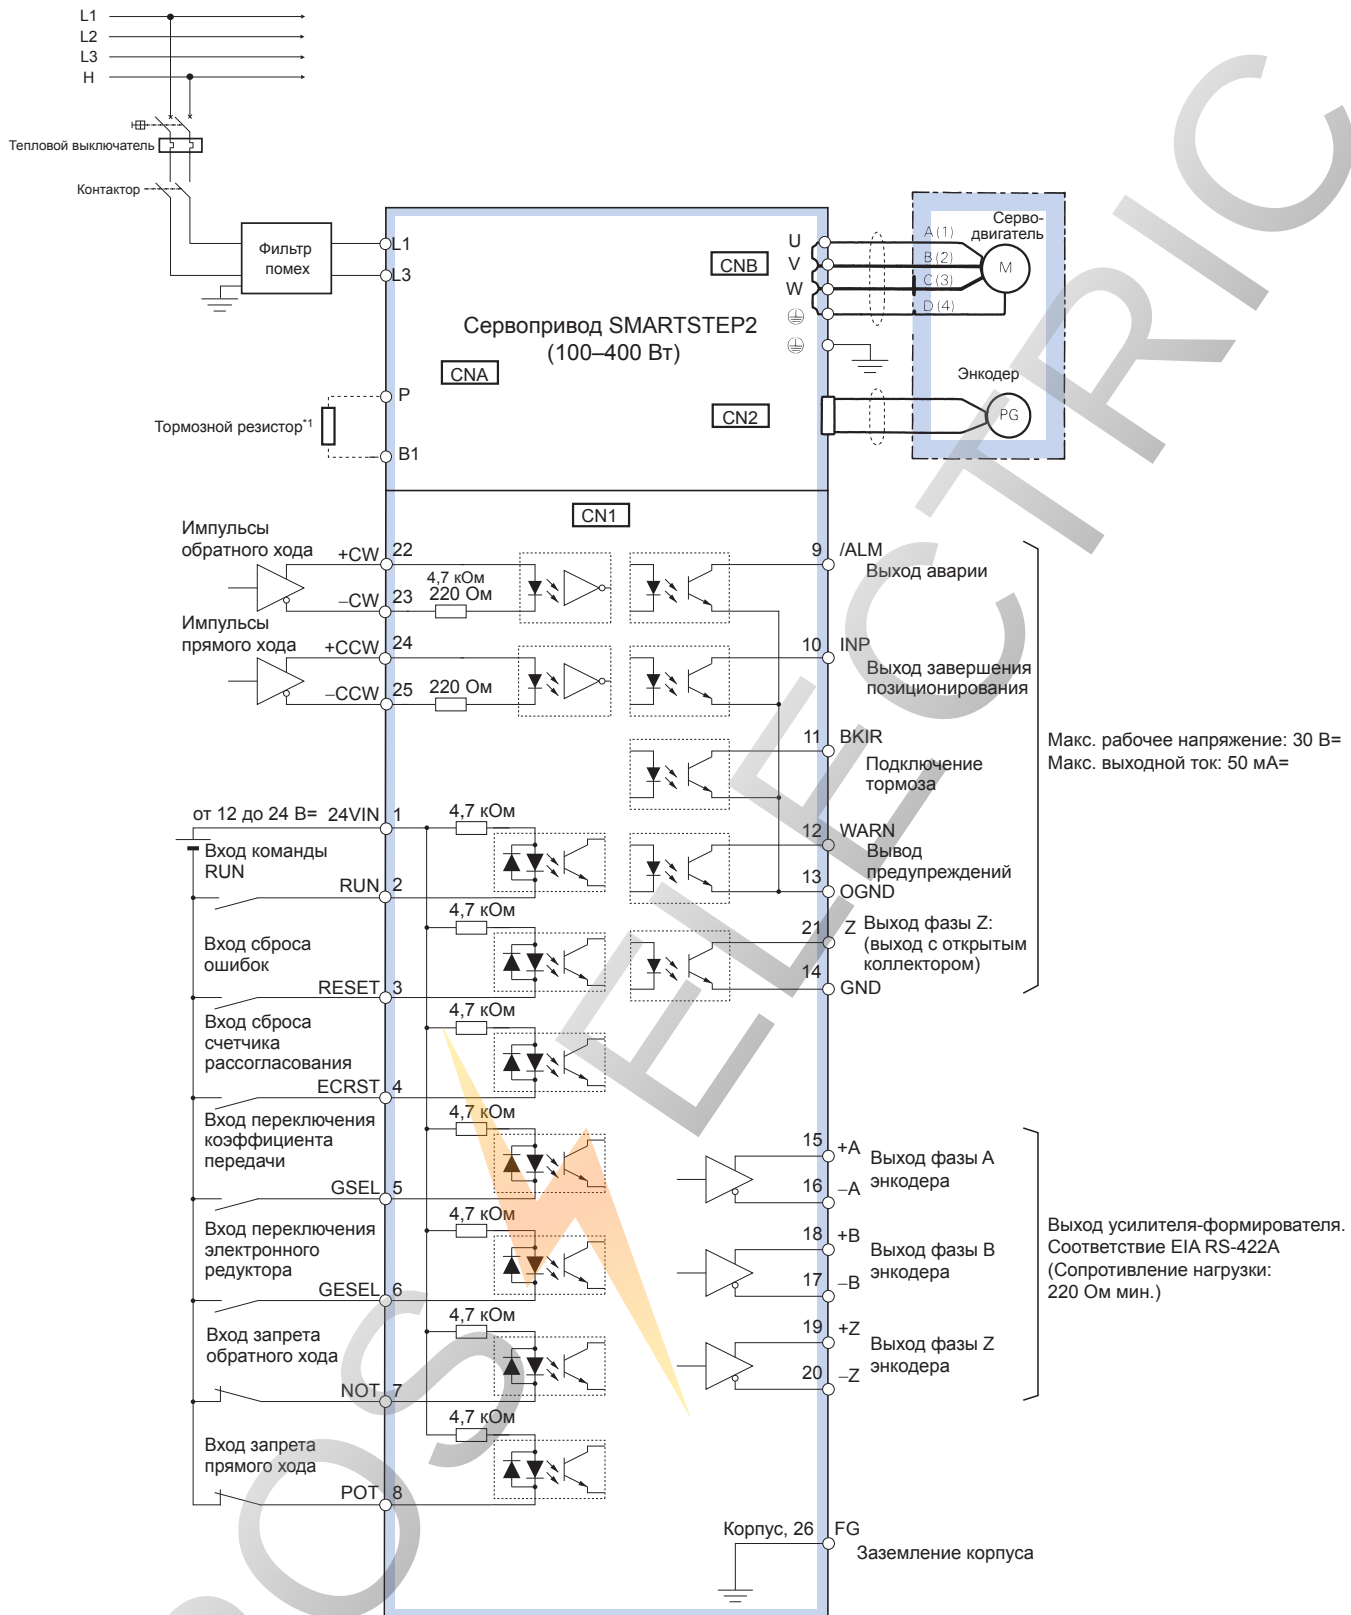 L1
L2
L3
H
Тепловой выключатель
Контактор
Фильтр
помех
L1
L3
Сервопривод SMARTSTEP2
(100–400 Вт)
CNA
CNB
CN2
U
V
W
A (1)
B (2)
C (3)
D (4)
Серво-
двигатель
M
Энкодер
PG
P
Тормозной резистор*1
B1
CN1
Импульсы
обратного хода
+CW 22
4,7 кОм
–CW 23 220 Ом
Импульсы
прямого хода
+CCW 24
–CCW 25 220 Ом
9 /ALM
Выход аварии
10 INP
Выход завершения
позиционирования
11 BKIR
Подключение
тормоза
12 WARN
Вывод
предупреждений
13 OGND
21 Z Выход фазы Z:
(выход с открытым
коллектором)
14 GND
Макс. рабочее напряжение: 30 В=
Макс. выходной ток: 50 мА=
от 12 до 24 В= 24VIN 1 4,7 кОм
Вход команды
RUN
RUN 2
4,7 кОм
Вход сброса
ошибок
RESET 3
4,7 кОм
Вход сброса
счетчика
рассогласования
ECRST 4
4,7 кОм
Вход переключения
коэффициента
передачи
GSEL 5
4,7 кОм
Вход переключения
электронного
редуктора
GESEL 6
4,7 кОм
Вход запрета
обратного хода
NOT 7
4,7 кОм
Вход запрета
прямого хода
POT 8
15 +A Выход фазы A
энкодера
16 –A
18 +B Выход фазы B
энкодера
17 –B
19 +Z Выход фазы Z
энкодера
20 –Z
Выход усилителя-формирователя.
Соответствие EIA RS-422A
(Сопротивление нагрузки:
220 Ом мин.)
Корпус, 26 FG
Заземление корпуса
POS ELECTRIC